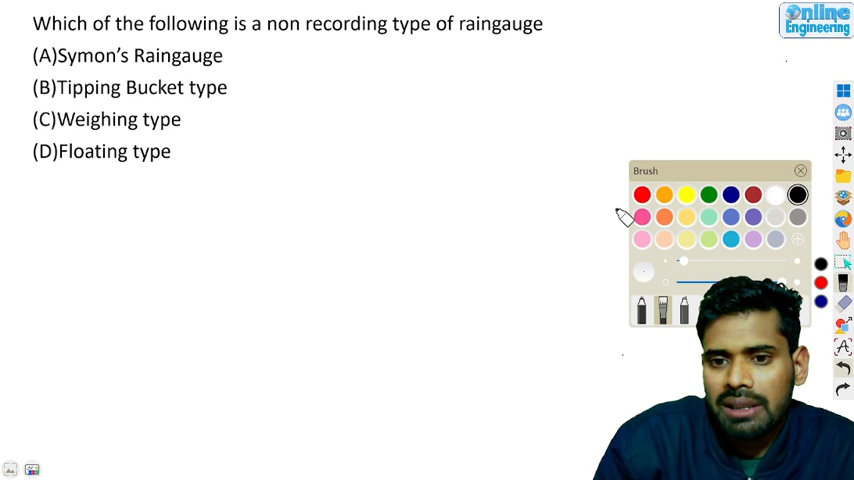 Which of the following is a non recording type of raingauge
(A)Symon's Raingauge
(B)Tipping Bucket type
(C)Weighing type
(D)Floating type
Online
Engineering
Brush
A